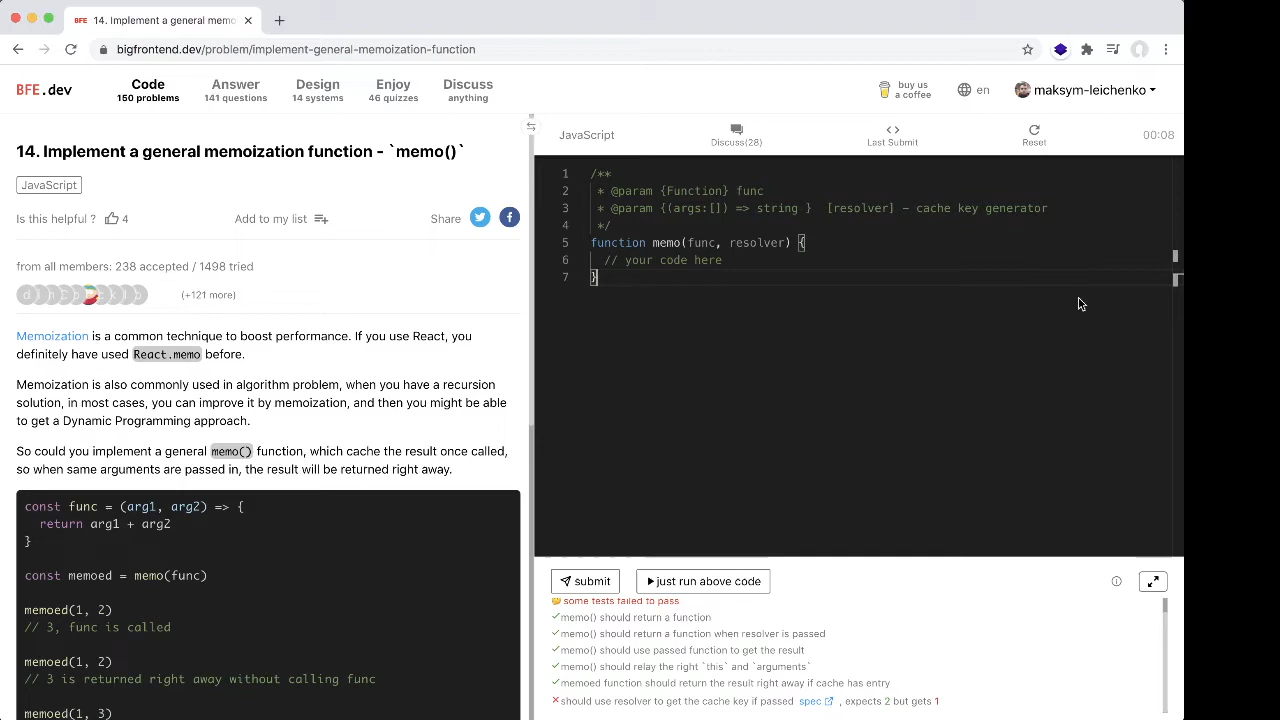 BFE 14. Implement a general memo
bigfrontend.dev/problem/implement-general-memoization-function
BFE.dev
Code
150 problems
Answer
141 questions
Design
14 systems
Enjoy
46 quizzes
Discuss
anything
buy us
a coffee
en
maksym-leichenko
14. Implement a general memoization function - `memo()`
JavaScript
Is this helpful ? 4
Add to my list
Share
from all members: 238 accepted / 1498 tried
(+121 more)
Memoization is a common technique to boost performance. If you use React, you
definitely have used React.memo before.
Memoization is also commonly used in algorithm problem, when you have a recursion
solution, in most cases, you can improve it by memoization, and then you might be able
to get a Dynamic Programming approach.
So could you implement a general memo() function, which cache the result once called,
so when same arguments are passed in, the result will be returned right away.
const func = (arg1, arg2) => {
return arg1 + arg2
}
const memoed = memo(func)
memoed(1, 2)
// 3, func is called
memoed(1, 2)
// 3 is returned right away without calling func
memoed(1, 3)
JavaScript
Discuss(28)
Last Submit
Reset
00:08
1 /**
2 * @param {Function} func
3 * @param {(args:[]) => string } [resolver] - cache key generator
4 */
5 function memo(func, resolver) {
6 // your code here
7 }
submit
just run above code
some tests failed to pass
memo() should return a function
memo() should return a function when resolver is passed
memo() should use passed function to get the result
memo() should relay the right `this` and `arguments`
memoed function should return the result right away if cache has entry
should use resolver to get the cache key if passed spec , expects 2 but gets 1